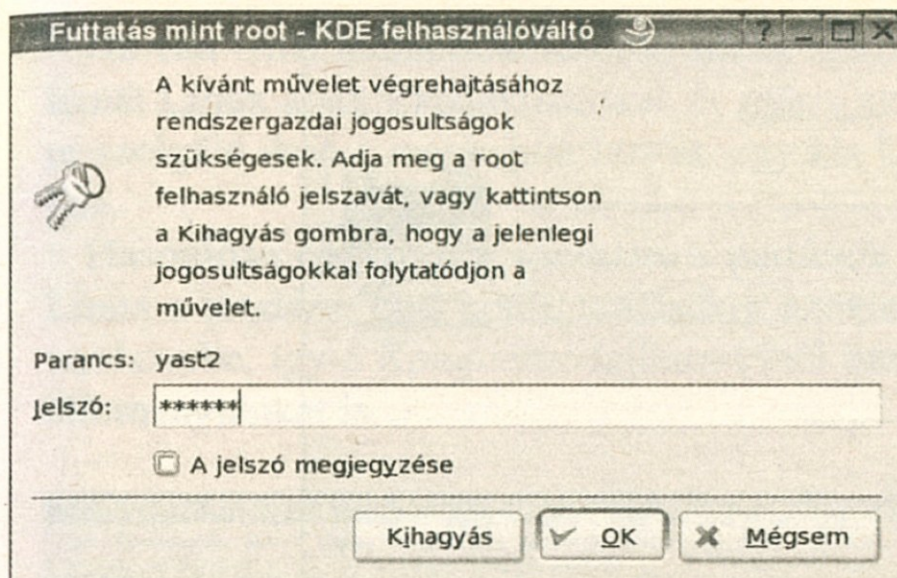 Futtatás mint root - KDE felhasználóváltó
A kívánt művelet végrehajtásához
rendszergazdai jogosultságok
szükségesek. Adja meg a root
felhasználó jelszavát, vagy kattintson
a Kihagyás gombra, hogy a jelenlegi
jogosultságokkal folytatódjon a
művelet.
Parancs: yast2
Jelszó: ******
A jelszó megjegyzése
Kihagyás OK Mégsem